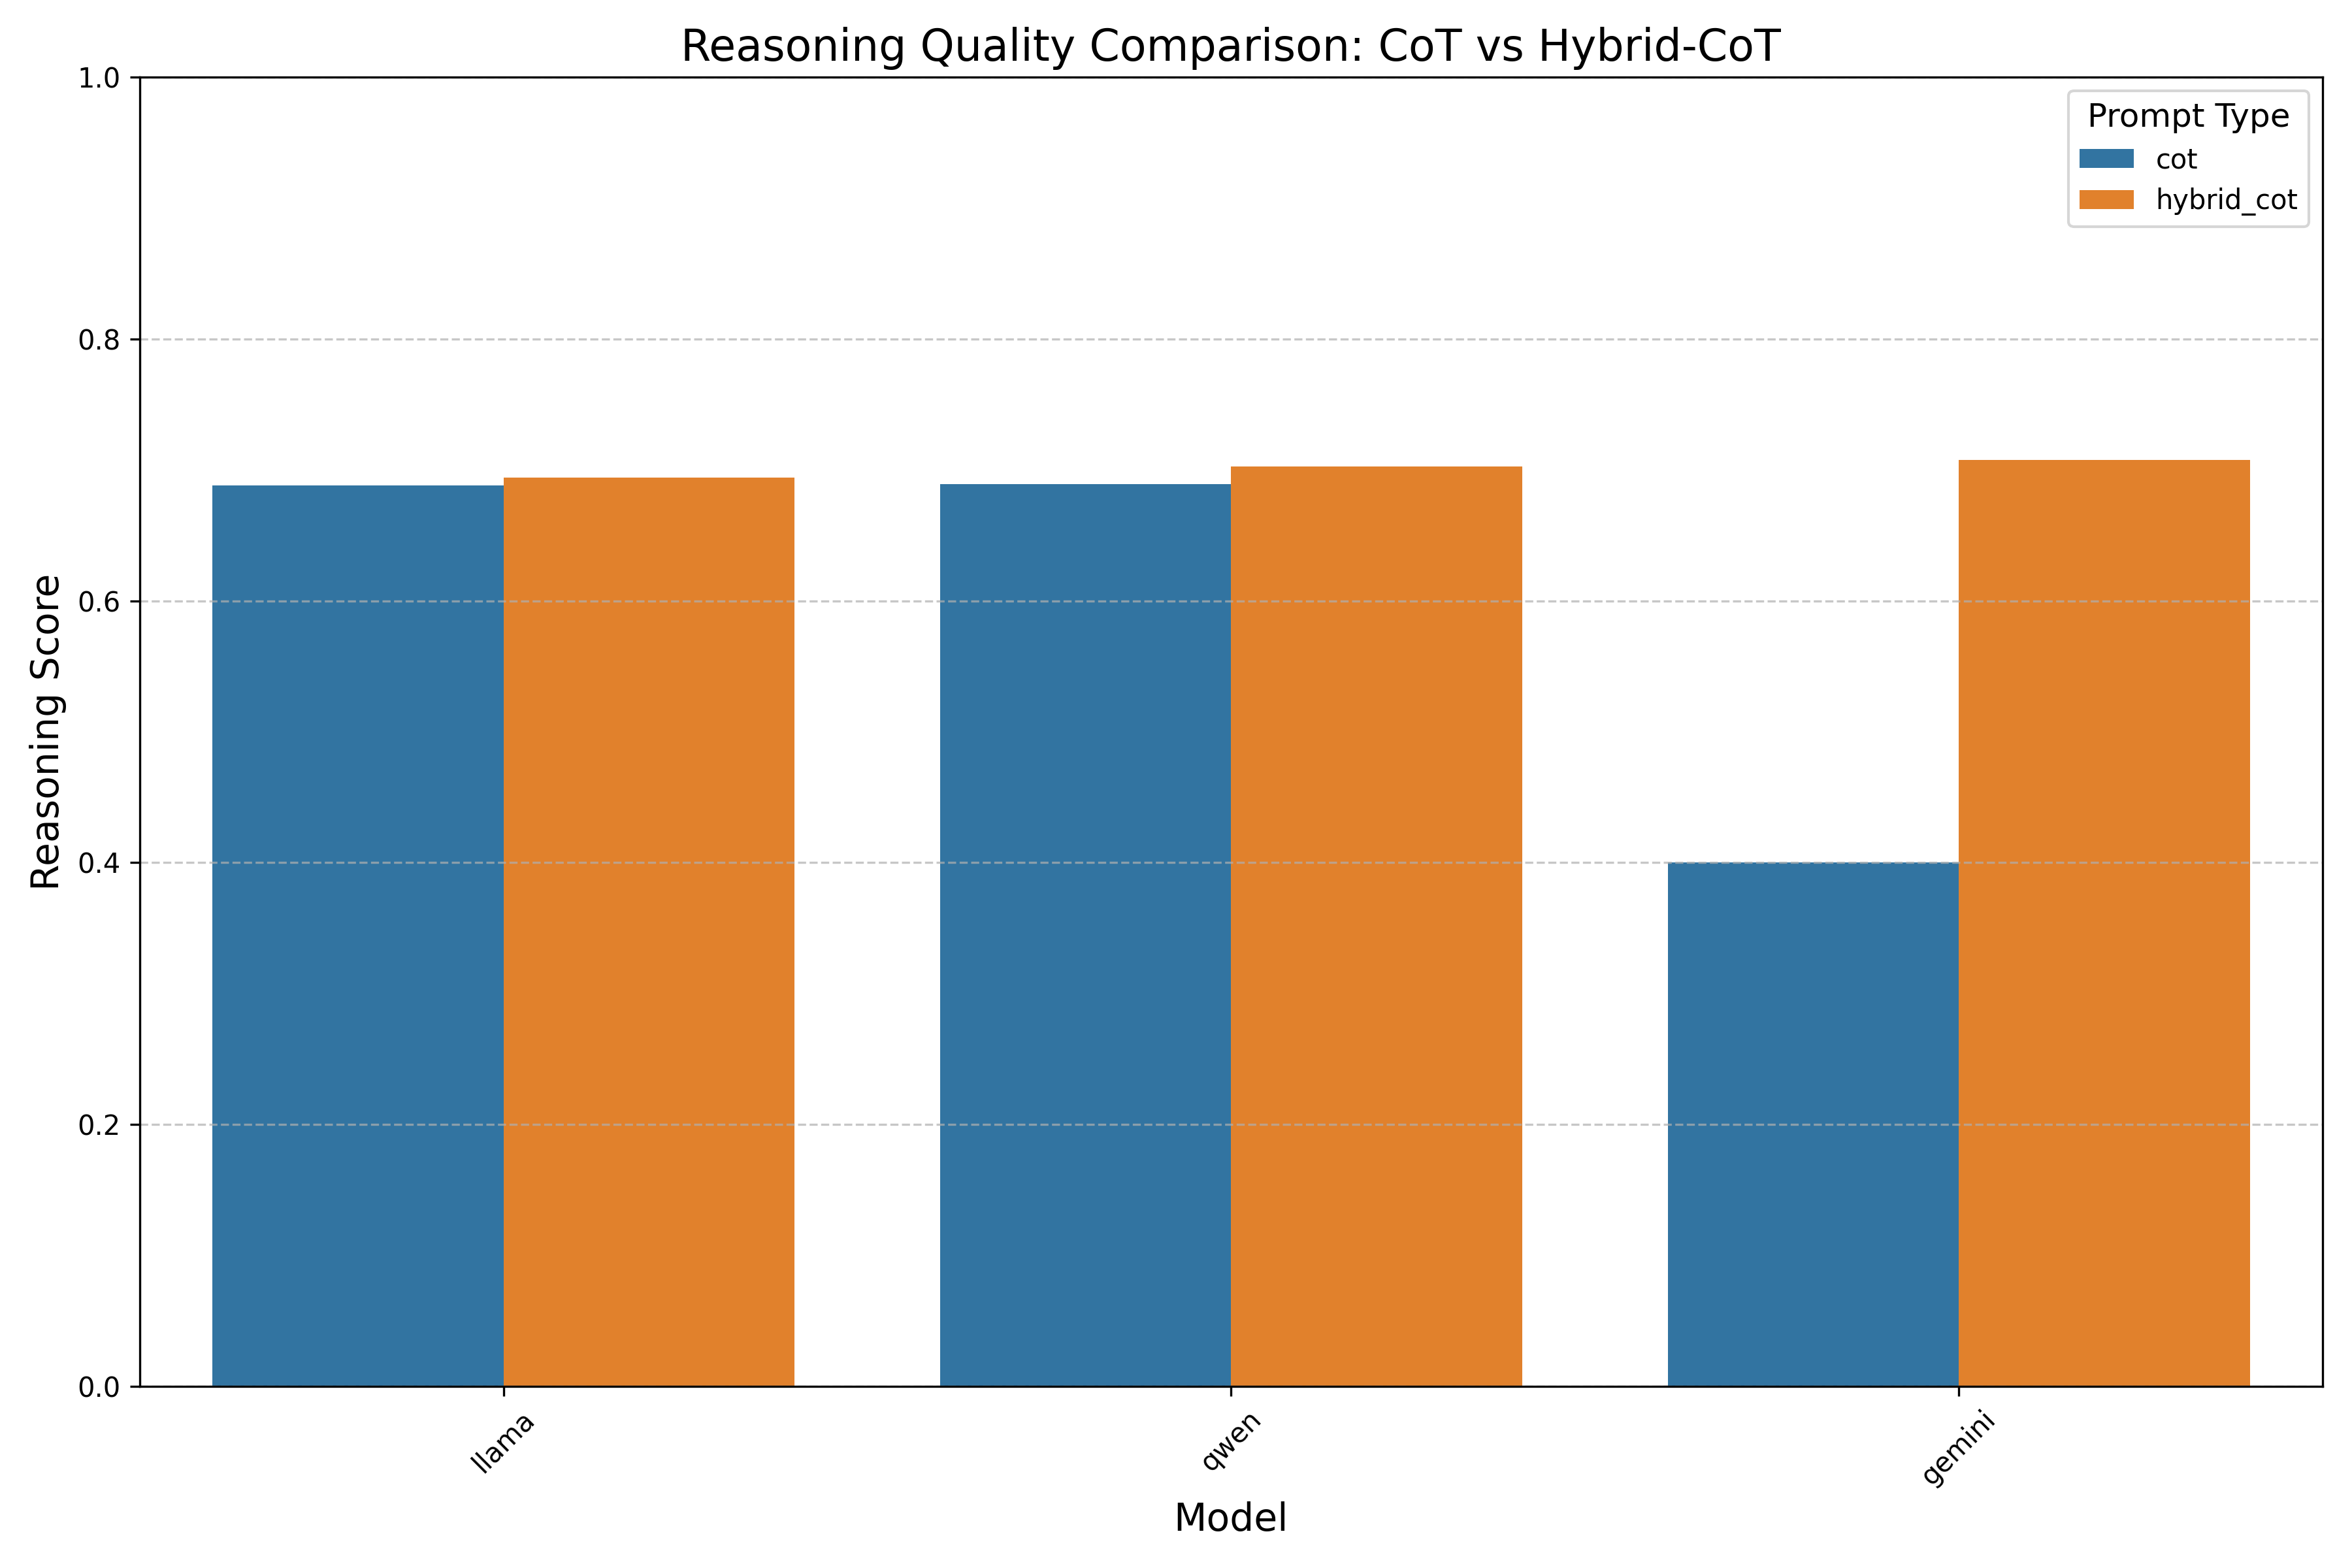 Reasoning Quality Comparison: CoT vs Hybrid-CoT
Prompt Type
cot
hybrid_cot
Reasoning Score
1.0
0.8
0.6
0.4
0.2
0.0
llama
qwen
gemini
Model